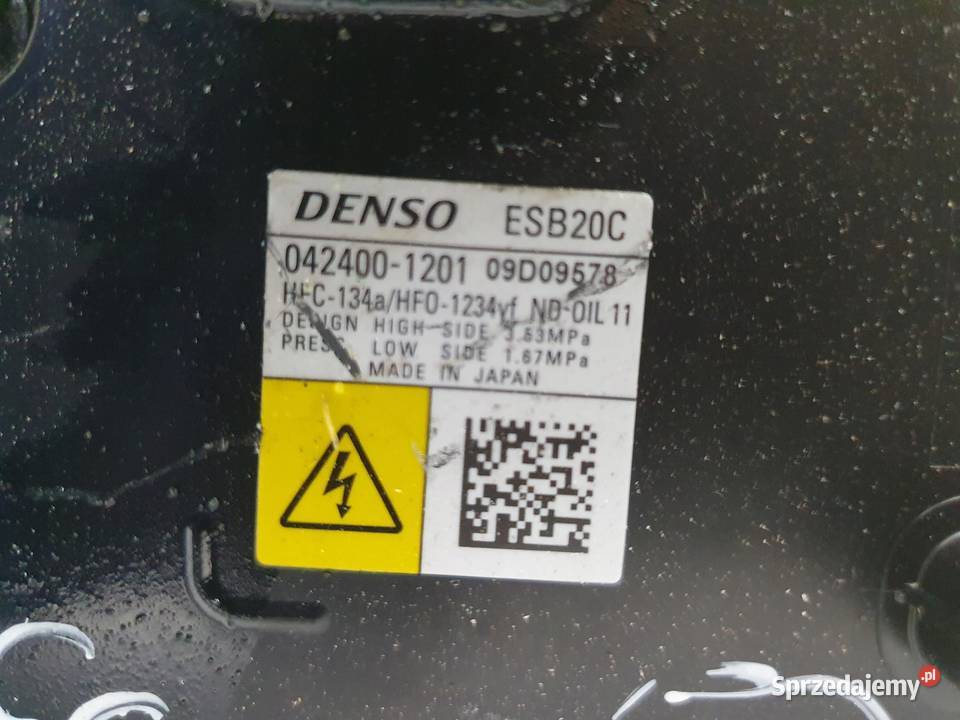 DENSO ESB20C
042400-1201 09D09578
HFC-134a/HFO-1234yf ND-OIL 11
DESIGN HIGH SIDE 3.53MPa
PRESS. LOW SIDE 1.67MPa
MADE IN JAPAN
Sprzedajemy.pl